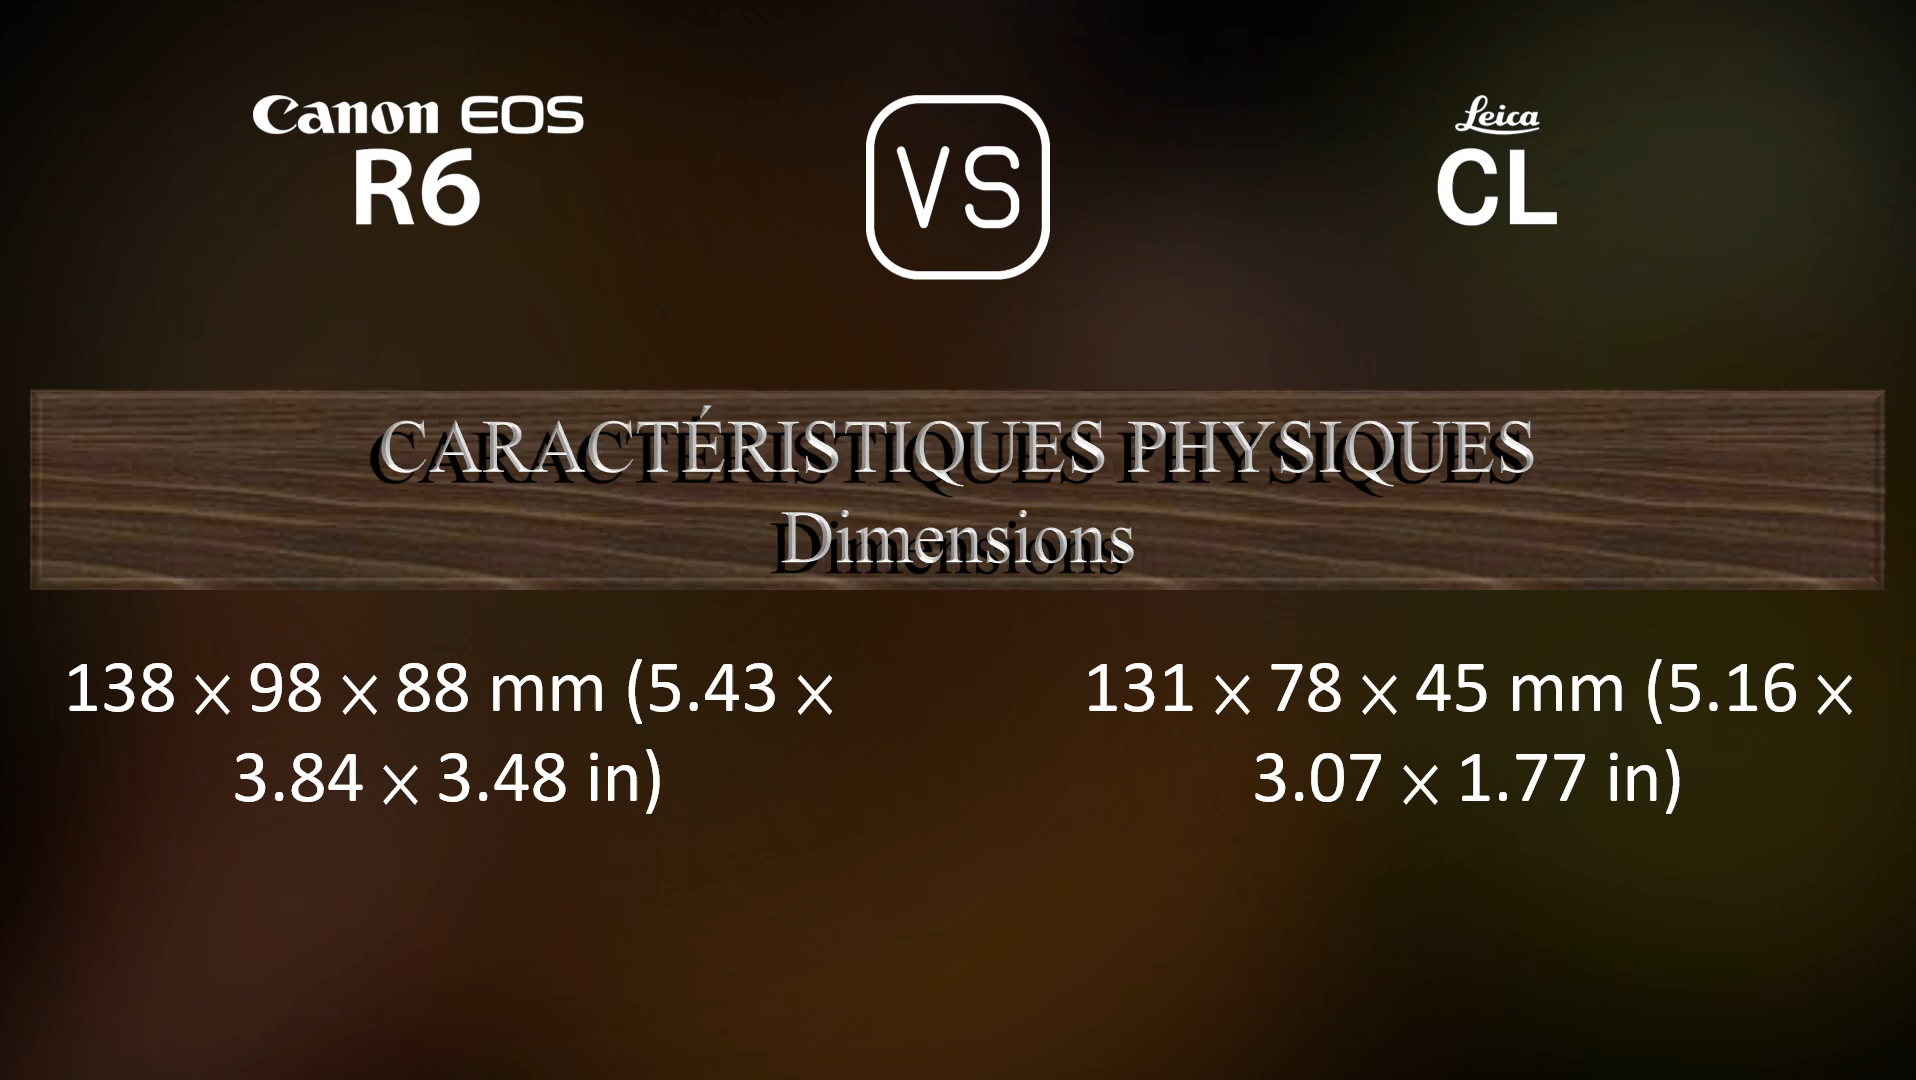 Canon EOS
R6
VS
Leica
CL
CARACTÉRISTIQUES PHYSIQUES
Dimensions
138 x 98 x 88 mm (5.43 x
3.84 x 3.48 in)
131 x 78 x 45 mm (5.16 x
3.07 x 1.77 in)